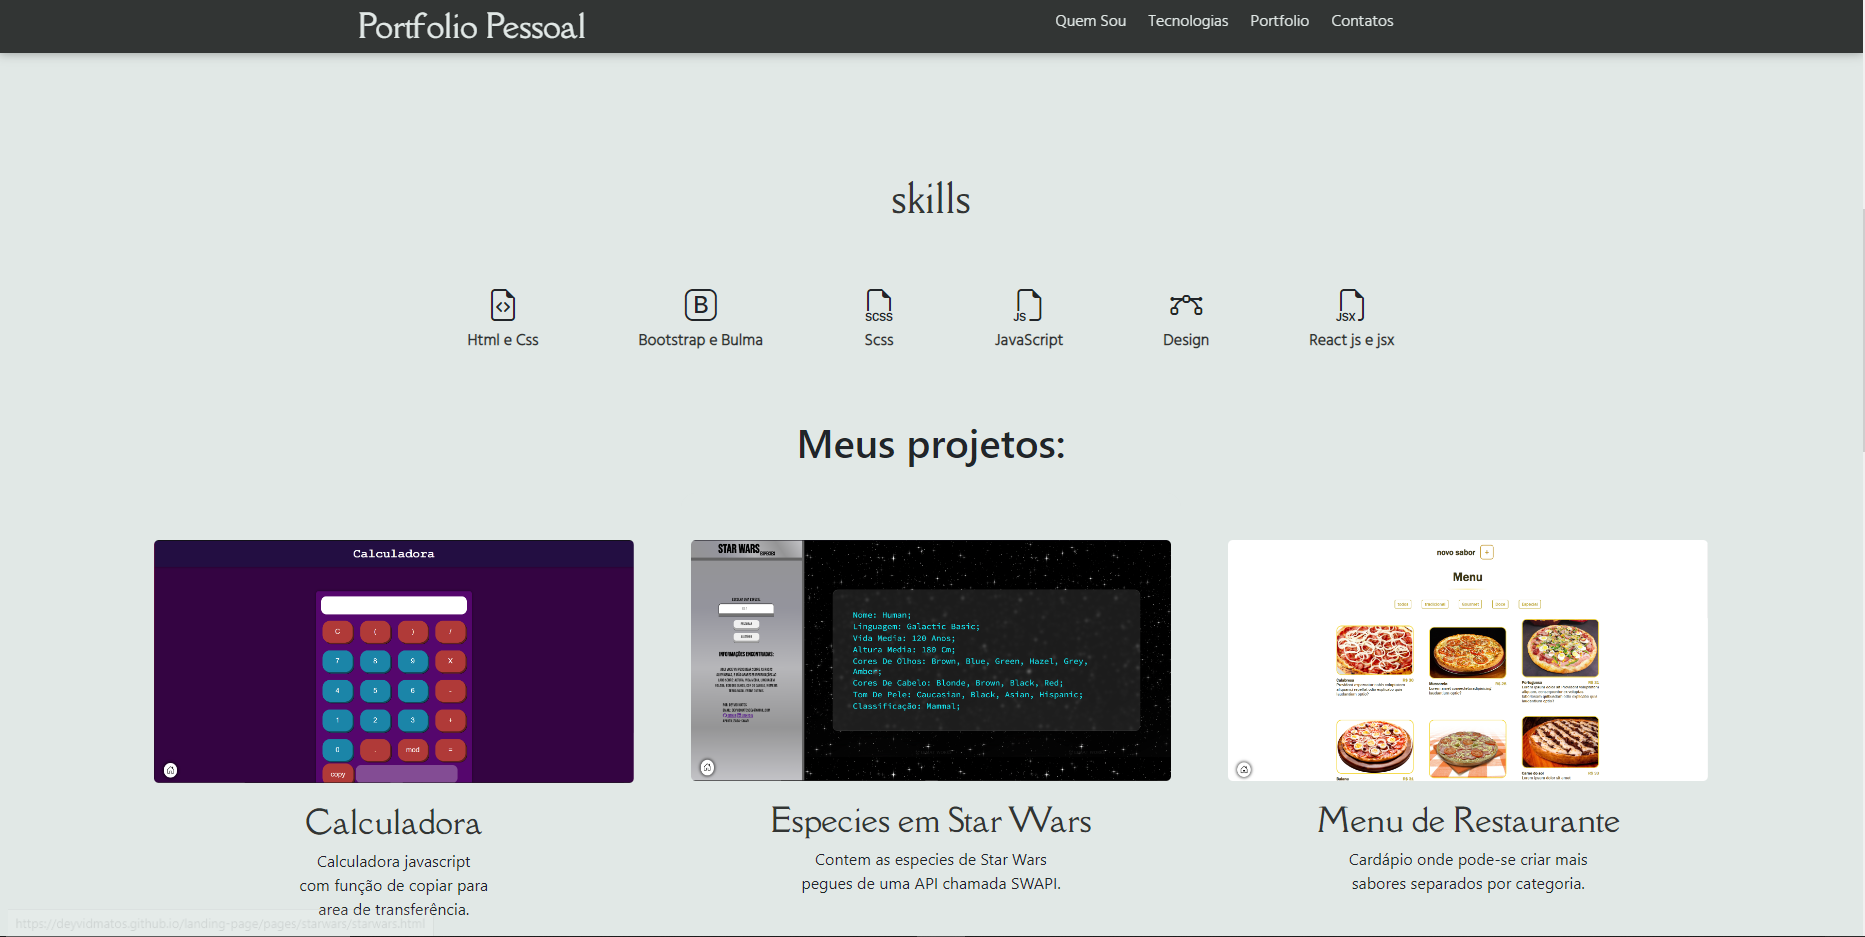 Portfolio Pessoal
Quem Sou
Tecnologias
Portfolio
Contatos
skills
SCSS
JS
JSX
B
Html e Css
Bootstrap e Bulma
Scss
JavaScript
Design
React js e jsx
Meus projetos:
Calculadora
C ( ) /
7 8 9 X
4 5 6 -
1 2 3 +
0 . mod =
copy
STAR WARS
ESPECIES
INFORMAÇÕES ENCONTRADAS:
Nome: Human;
Linguagem: Galactic Basic;
Vida Media: 120 Anos;
Altura Media: 180 Cm;
Cores De Olhos: Brown, Blue, Green, Hazel, Grey,
Amber;
Cores De Cabelo: Blonde, Brown, Black, Red;
Tom De Pele: Caucasian, Black, Asian, Hispanic;
Classificação: Mammal;
novo sabor +
Menu
Calculadora
Calculadora javascript
com função de copiar para
area de transferência.
Especies em Star Wars
Contem as especies de Star Wars
pegues de uma API chamada SWAPI.
Menu de Restaurante
Cardápio onde pode-se criar mais
sabores separados por categoria.
https://deyvidmatos.github.io/landing-page/pages/starwars/starwars.html